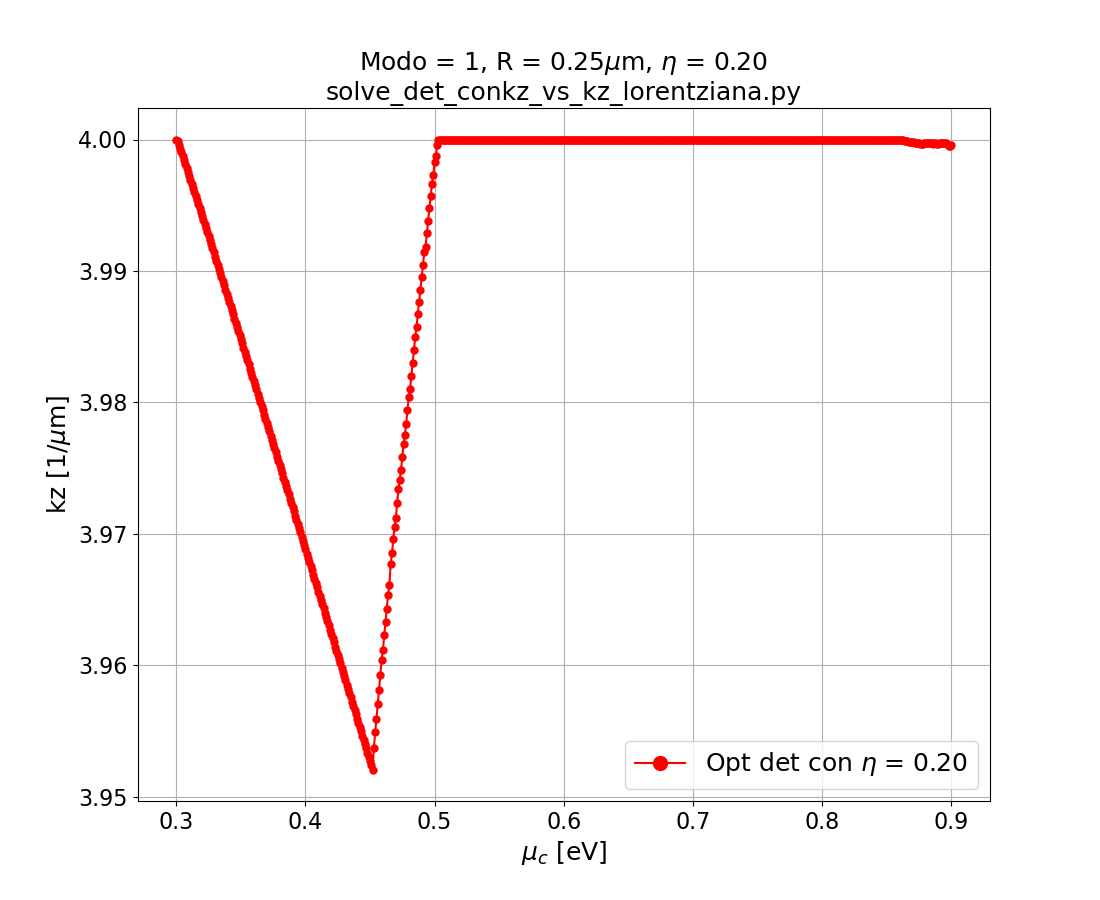 Modo = 1, R = 0.25μm, η = 0.20
solve_det_conkz_vs_kz_lorentziana.py
kz [1/μm]
4.00
3.99
3.98
3.97
3.96
3.95
0.3 0.4 0.5 0.6 0.7 0.8 0.9
μc [eV]
Opt det con η = 0.20